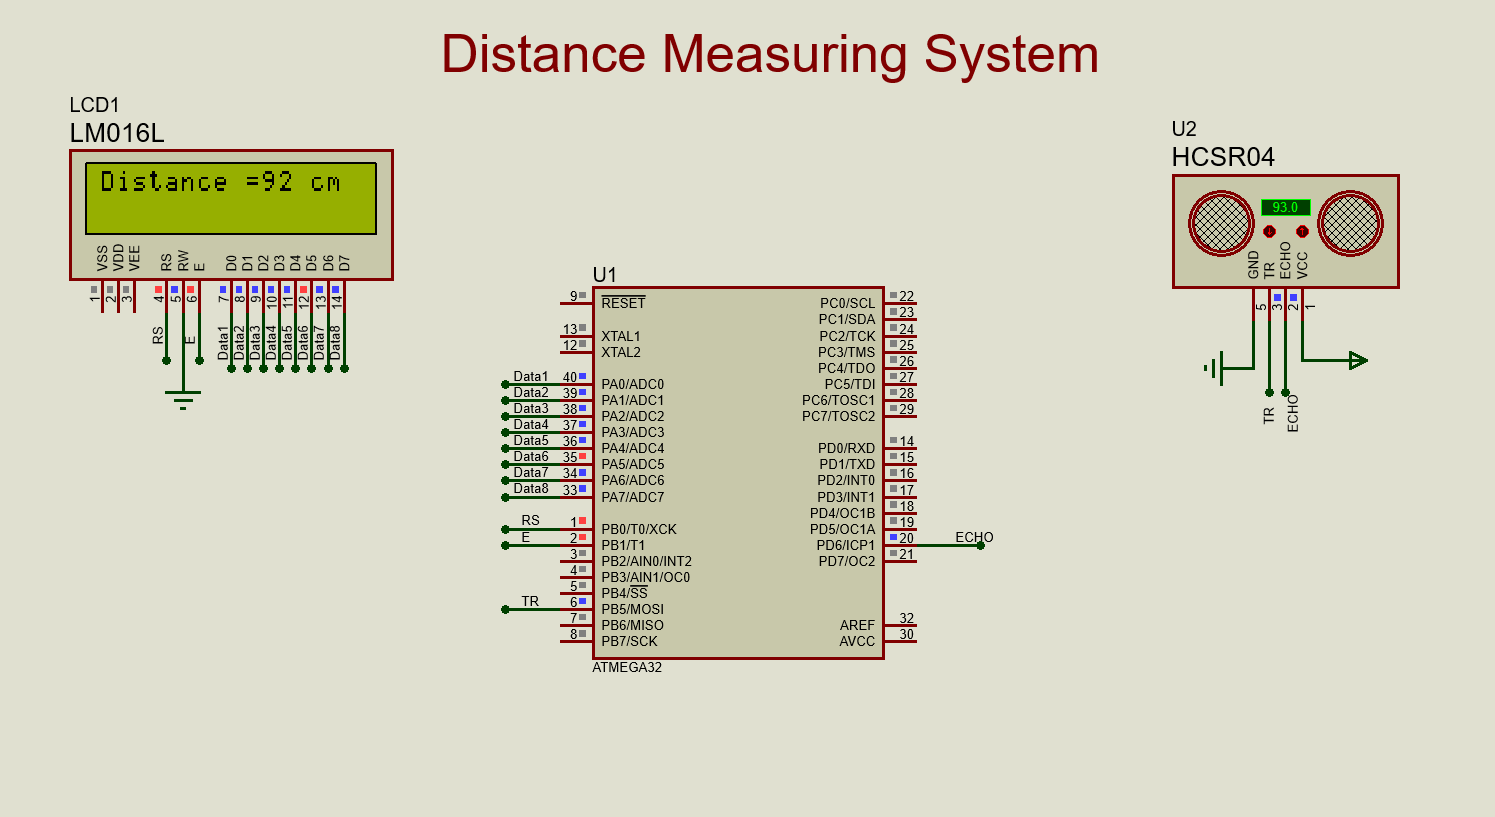 Distance Measuring System
LCD1
LM016L
Distance =92 cm
VSS
VDD
VEE
RS
RW
E
D0
D1
D2
D3
D4
D5
D6
D7
1
2
3
4
5
6
7
8
9
10
11
12
13
14
RS
E
Data1
Data2
Data3
Data4
Data5
Data6
Data7
Data8
U1
9 RESET
13 XTAL1
12 XTAL2
Data1 40 PA0/ADC0
Data2 39 PA1/ADC1
Data3 38 PA2/ADC2
Data4 37 PA3/ADC3
Data5 36 PA4/ADC4
Data6 35 PA5/ADC5
Data7 34 PA6/ADC6
Data8 33 PA7/ADC7
RS 1 PB0/T0/XCK
E 2 PB1/T1
3 PB2/AIN0/INT2
4 PB3/AIN1/OC0
5 PB4/SS
TR 6 PB5/MOSI
7 PB6/MISO
8 PB7/SCK
PC0/SCL 22
PC1/SDA 23
PC2/TCK 24
PC3/TMS 25
PC4/TDO 26
PC5/TDI 27
PC6/TOSC1 28
PC7/TOSC2 29
PD0/RXD 14
PD1/TXD 15
PD2/INT0 16
PD3/INT1 17
PD4/OC1B 18
PD5/OC1A 19
PD6/ICP1 20 ECHO
PD7/OC2 21
AREF 32
AVCC 30
ATMEGA32
U2
HCSR04
93.0
GND
TR
ECHO
VCC
5
3
2
1
TR
ECHO